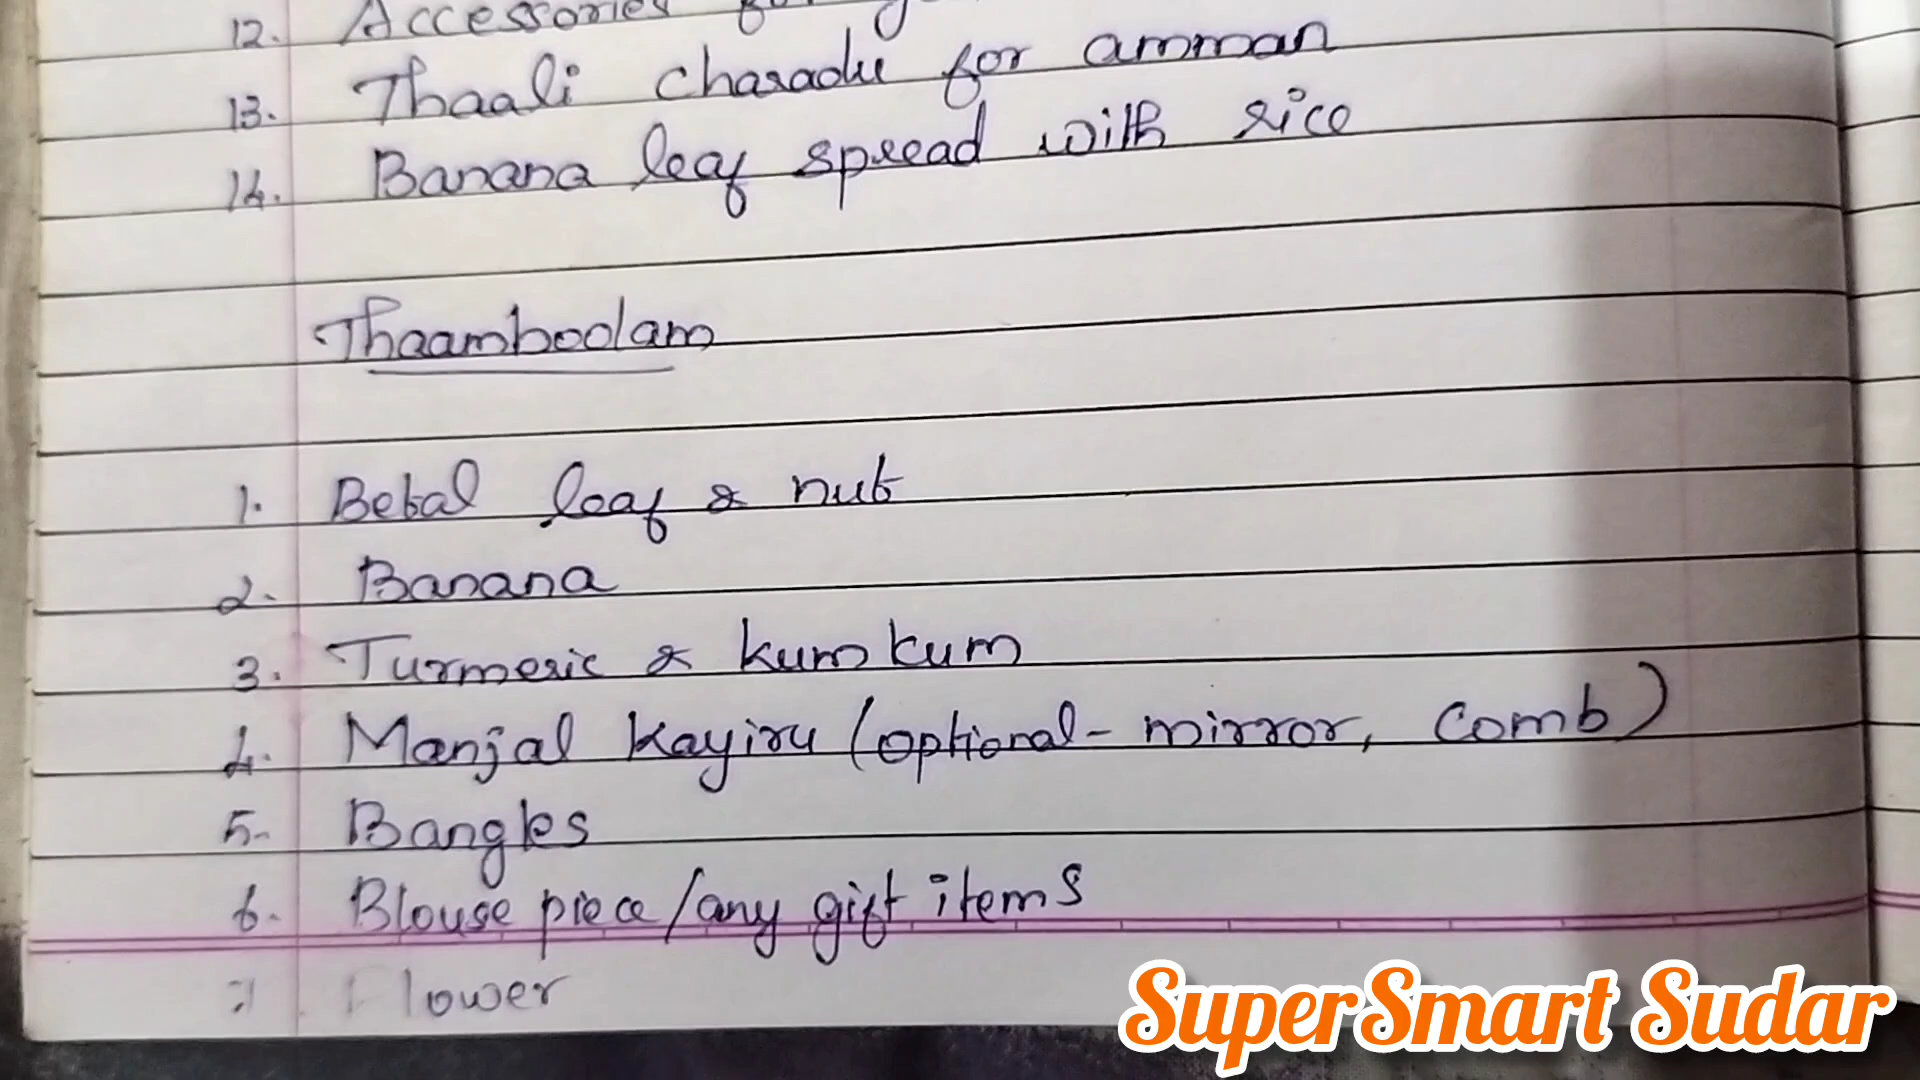 12. Accessories for
13. Thaali charadu for amman
14. Banana leaf spread with rice
Thaamboolam
1. Betal leaf & nut
2. Banana
3. Turmeric & kumkum
4. Manjal kayiru (optional - mirror, comb)
5. Bangles
6. Blouse piece/any gift items
7. Flower
SuperSmart Sudar